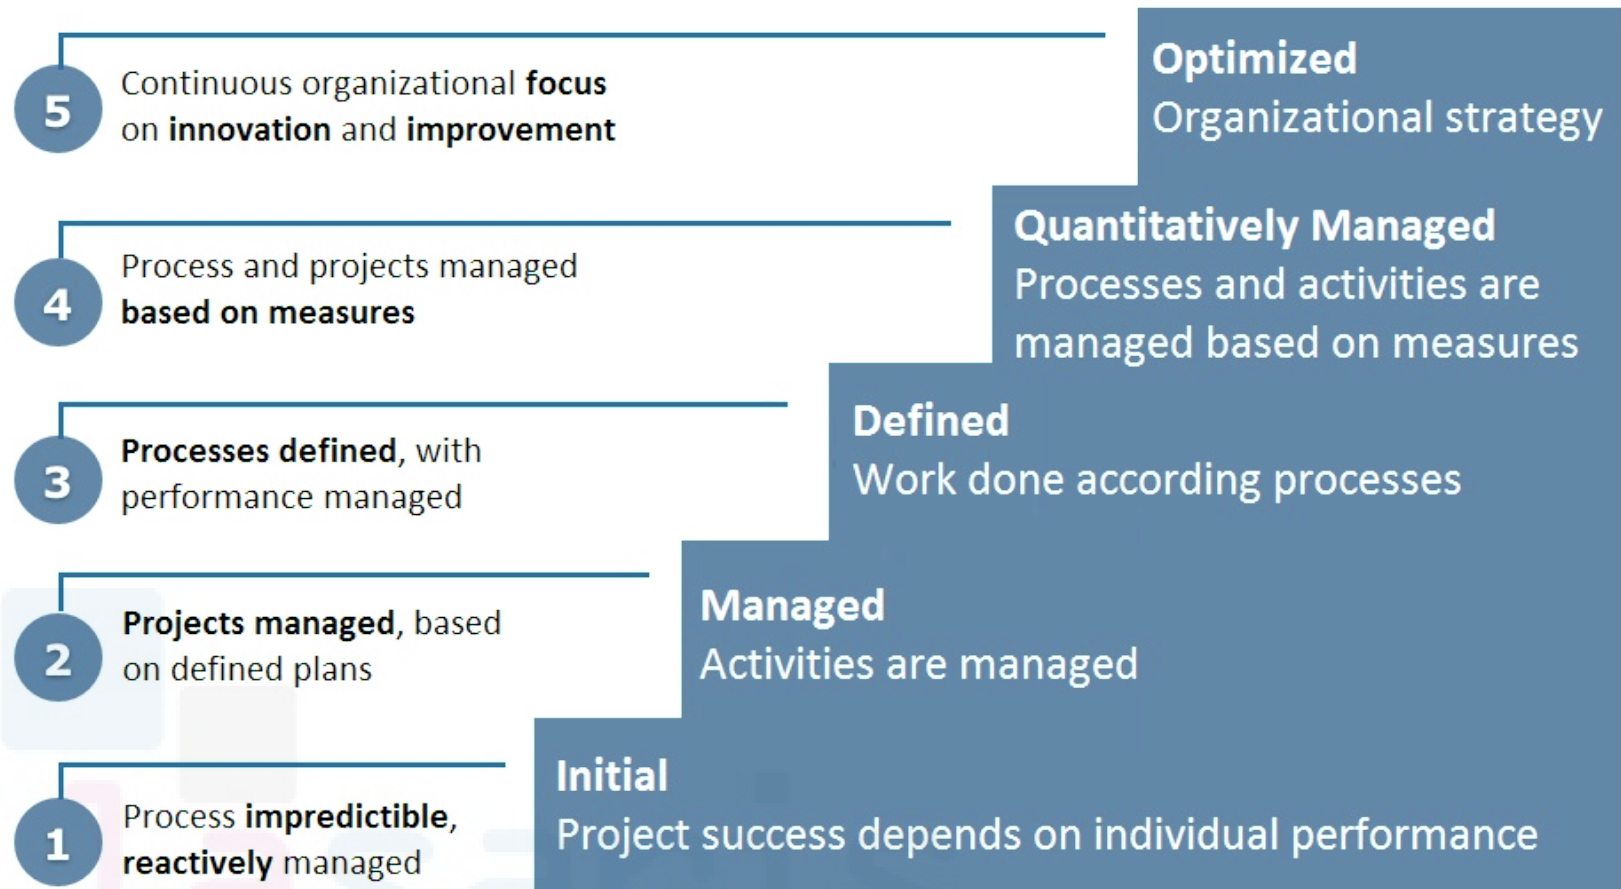 5
Continuous organizational focus
on innovation and improvement
Optimized
Organizational strategy
4
Process and projects managed
based on measures
Quantitatively Managed
Processes and activities are
managed based on measures
3
Processes defined, with
performance managed
Defined
Work done according processes
2
Projects managed, based
on defined plans
Managed
Activities are managed
1
Process impredictible,
reactively managed
Initial
Project success depends on individual performance